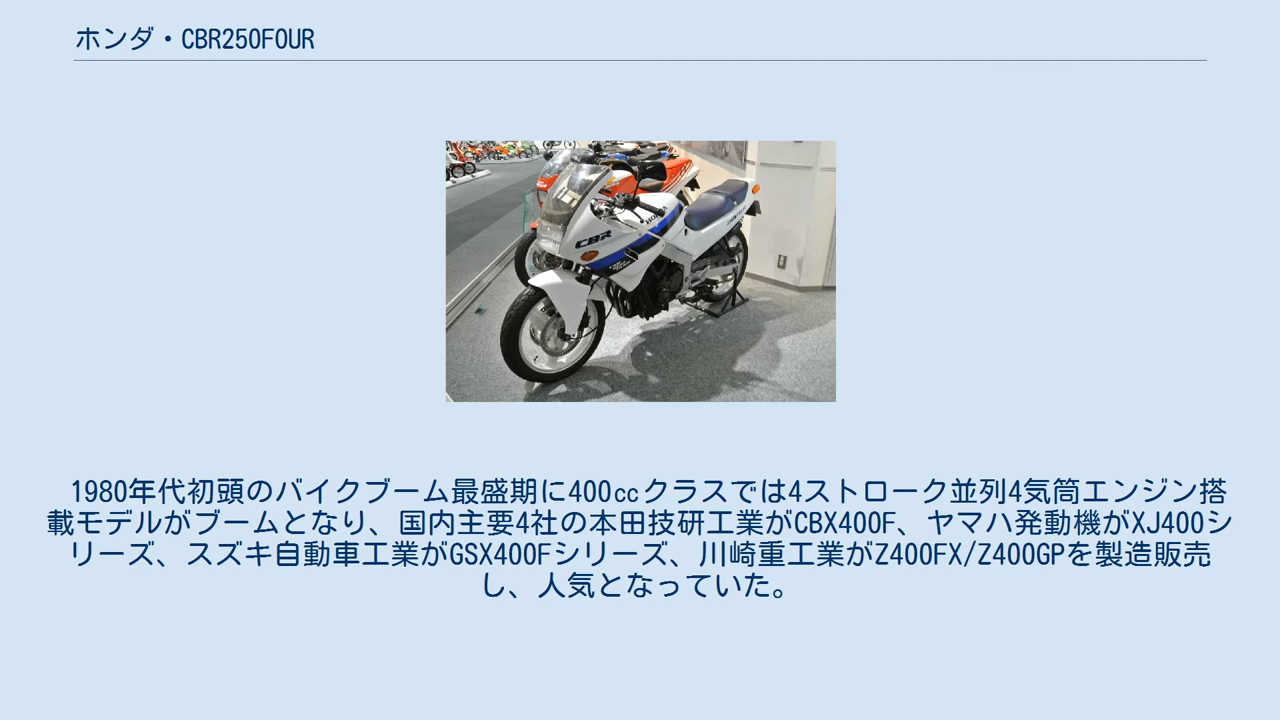 ホンダ・CBR250FOUR
HONDA
CBR
1980年代初頭のバイクブーム最盛期に400㏄クラスでは4ストローク並列4気筒エンジン搭
載モデルがブームとなり、国内主要4社の本田技研工業がCBX400F、ヤマハ発動機がXJ400シ
リーズ、スズキ自動車工業がGSX400Fシリーズ、川崎重工業がZ400FX/Z400GPを製造販売
し、人気となっていた。